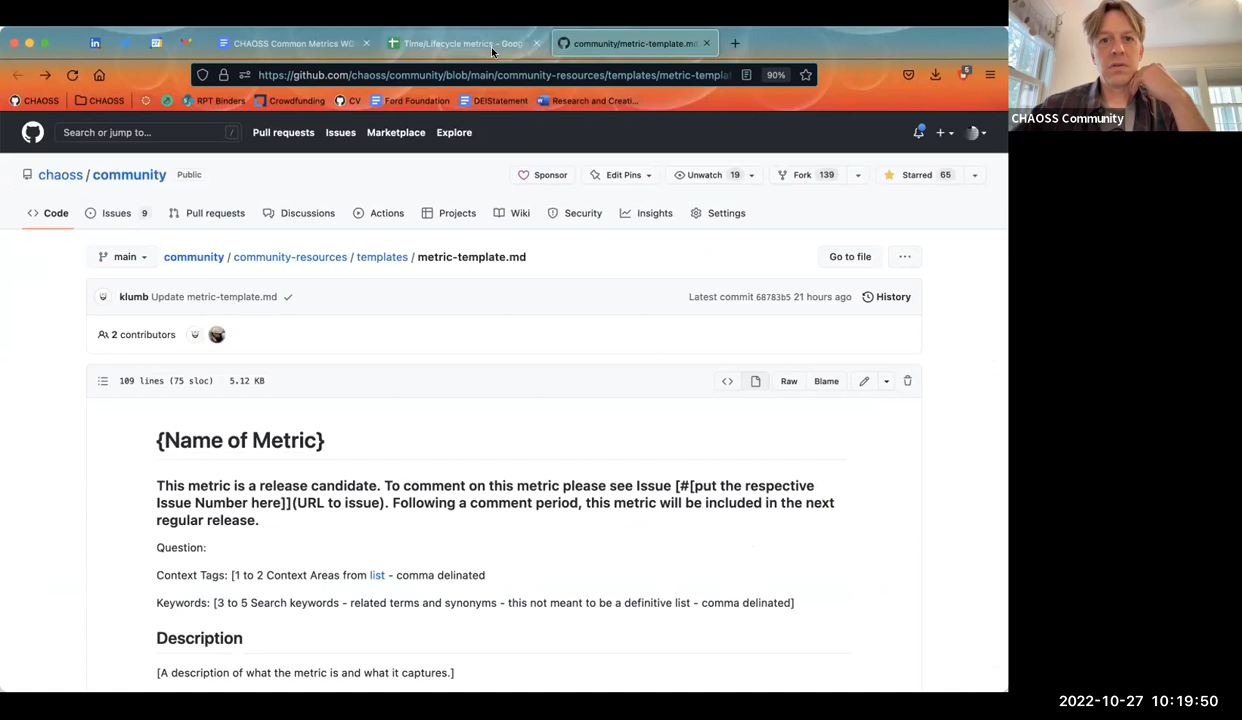 CHAOSS Common Metrics WG
Time/Lifecycle metrics - Goog
community/metric-template.md
https://github.com/chaoss/community/blob/main/community-resources/templates/metric-templat
90%
5
CHAOSS
CHAOSS
RPT Binders
Crowdfunding
CV
Ford Foundation
DEIStatement
Research and Creati...
Search or jump to...
/
Pull requests
Issues
Marketplace
Explore
chaoss / community
Public
Sponsor
Edit Pins
Unwatch 19
Fork 139
Starred 65
Code
Issues 9
Pull requests
Discussions
Actions
Projects
Wiki
Security
Insights
Settings
main
community / community-resources / templates / metric-template.md
Go to file
klumb Update metric-template.md
Latest commit 68783b5 21 hours ago
History
2 contributors
109 lines (75 sloc)
5.12 KB
Raw
Blame
{Name of Metric}
This metric is a release candidate. To comment on this metric please see Issue [#[put the respective
Issue Number here]](URL to issue). Following a comment period, this metric will be included in the next
regular release.
Question:
Context Tags: [1 to 2 Context Areas from list - comma delinated
Keywords: [3 to 5 Search keywords - related terms and synonyms - this not meant to be a definitive list - comma delinated]
Description
[A description of what the metric is and what it captures.]
CHAOSS Community
2022-10-27 10:19:50